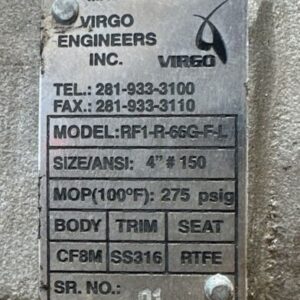 VIRGO
ENGINEERS
INC.
VIRGO
TEL.: 281-933-3100
FAX.: 281-933-3110
MODEL:RF1-R-66G-F-L
SIZE/ANSI: 4"# 150
MOP(100ºF): 275 psig
BODY TRIM SEAT
CF8M SS316 RTFE
SR. NO.: